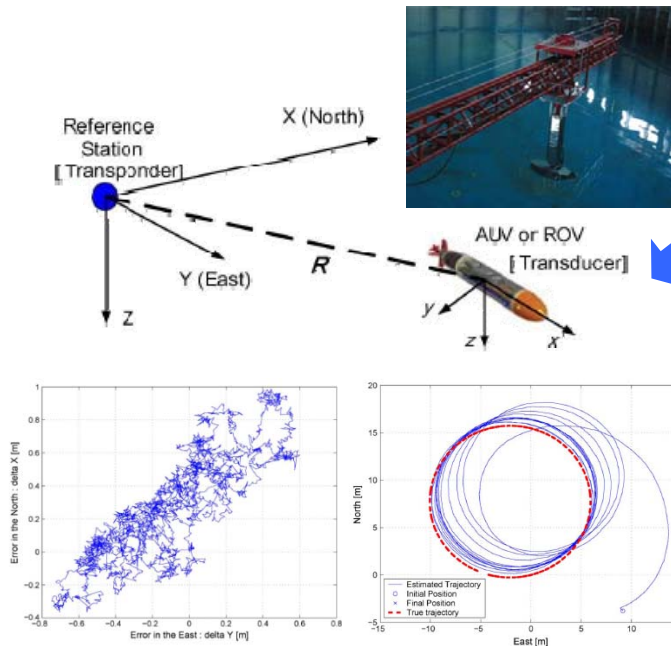 Reference
Station
[ Transponder]
X (North)
Y (East)
Z
R
AUV or ROV
[ Transducer]
y
z
x
Error in the North : delta X [m]
1
0.8
0.6
0.4
0.2
0
-0.2
-0.4
-0.8 -0.6 -0.4 -0.2 0 0.2 0.4 0.6 0.8
Error in the East : delta Y [m]
North [m]
20
15
10
5
0
-5
Estimated Trajectory
Initial Position
Final Position
True trajectory
-15 -10 -5 0 5 10
East [m]